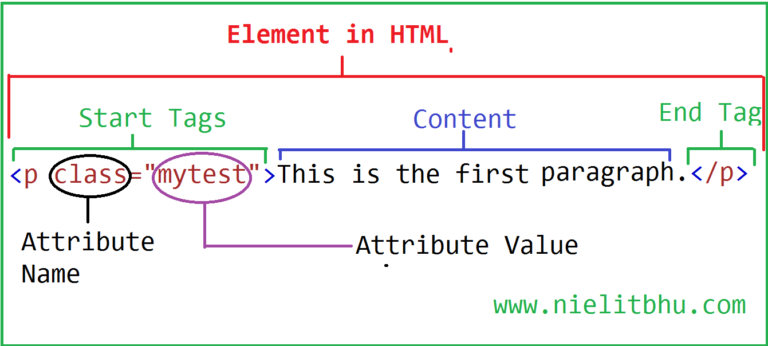 Element in HTML.
Start Tags Content End Tag
<p class="mytest">This is the first paragraph.</p>
Attribute Name
Attribute Value
www.nielitbhu.com